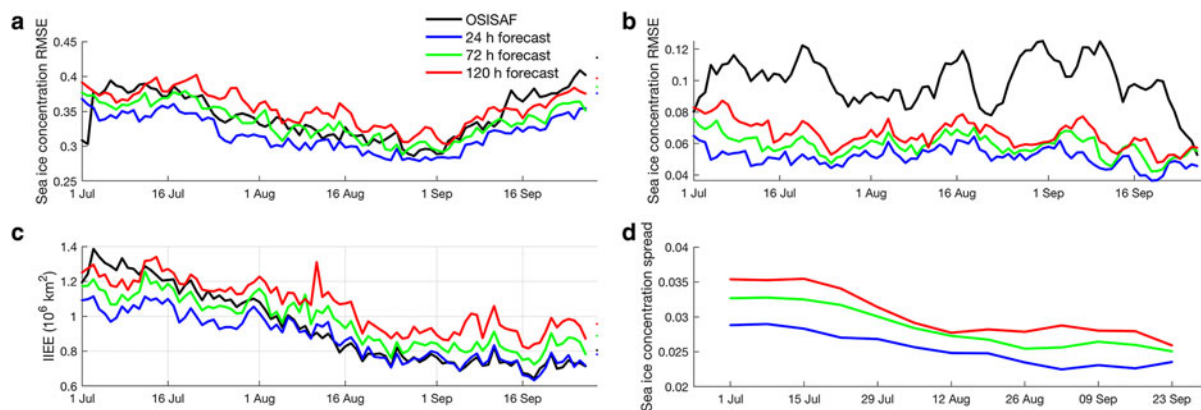 a
Sea ice concentration RMSE
0.45
0.4
0.35
0.3
0.25
1 Jul
16 Jul
1 Aug
16 Aug
1 Sep
16 Sep
OSISAF
24 h forecast
72 h forecast
120 h forecast
b
Sea ice concentration RMSE
0.12
0.1
0.08
0.06
0.04
1 Jul
16 Jul
1 Aug
16 Aug
1 Sep
16 Sep
c
IIEE (10⁶ km²)
1.4
1.2
1
0.8
0.6
1 Jul
16 Jul
1 Aug
16 Aug
1 Sep
16 Sep
d
Sea ice concentration spread
0.04
0.035
0.03
0.025
0.02
1 Jul
15 Jul
29 Jul
12 Aug
26 Aug
09 Sep
23 Sep